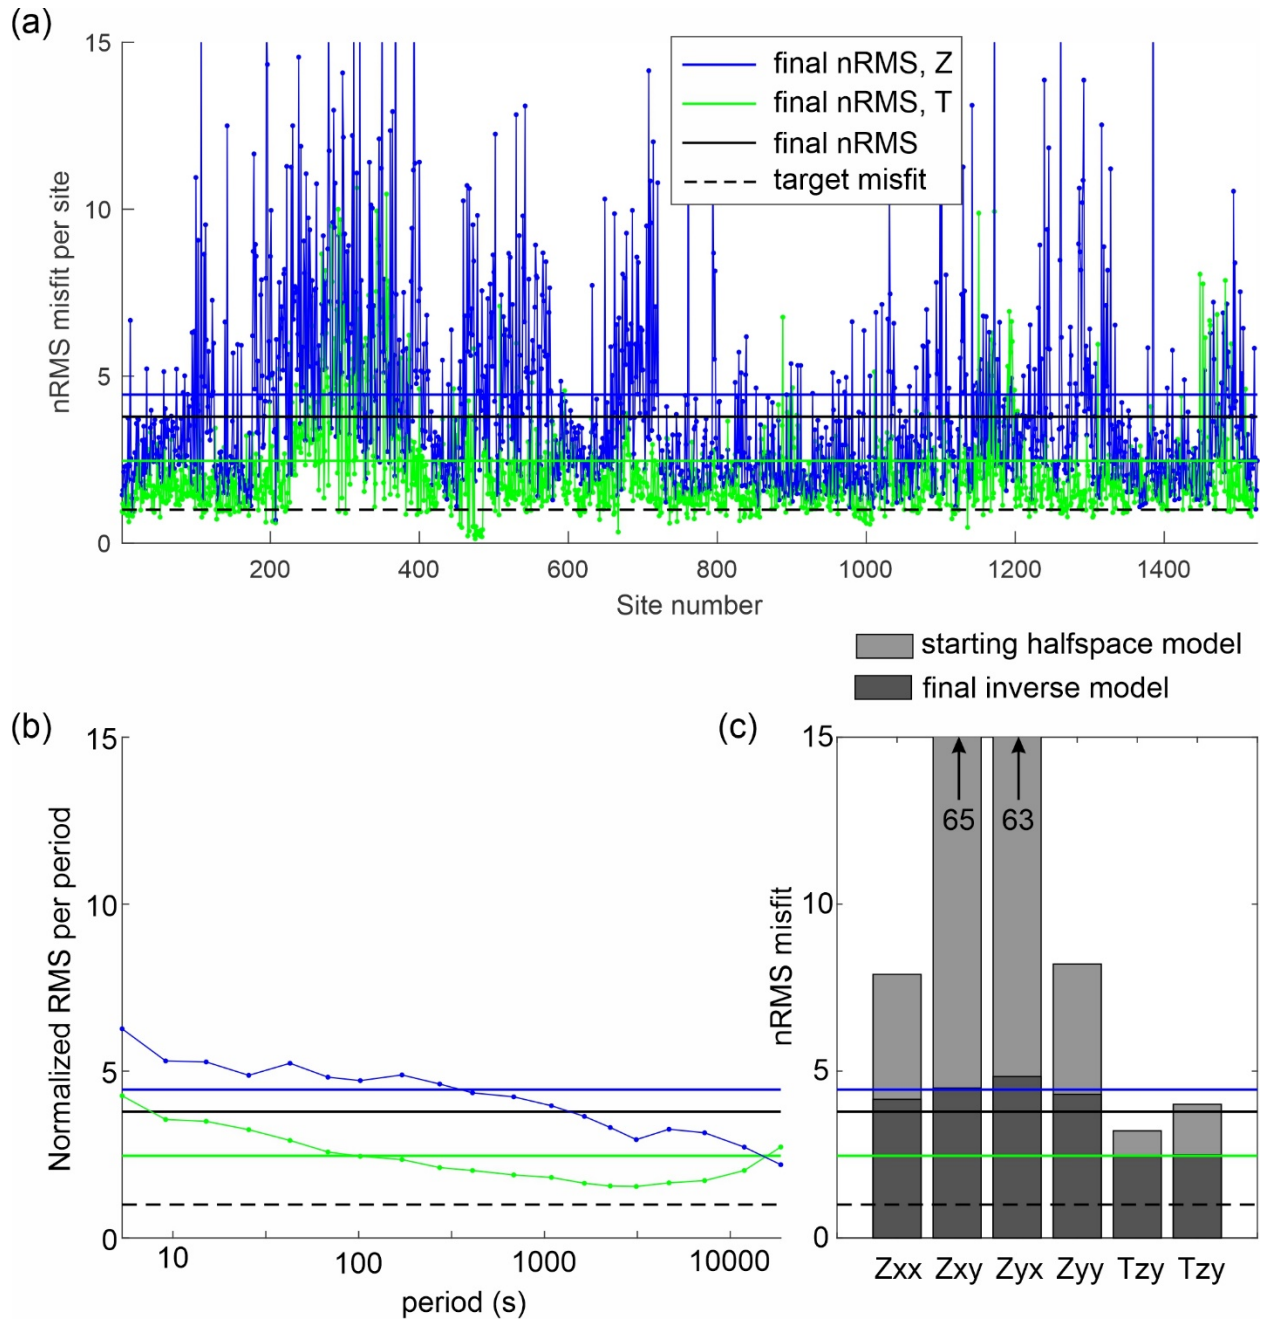 (a)
15
10
5
0
nRMS misfit per site
final nRMS, Z
final nRMS, T
final nRMS
target misfit
200 400 600 800 1000 1200 1400
Site number
starting halfspace model
final inverse model
(b)
15
10
5
0
Normalized RMS per period
10 100 1000 10000
period (s)
(c)
15
10
5
0
nRMS misfit
65 63
Zxx Zxy Zyx Zyy Tzy Tzy